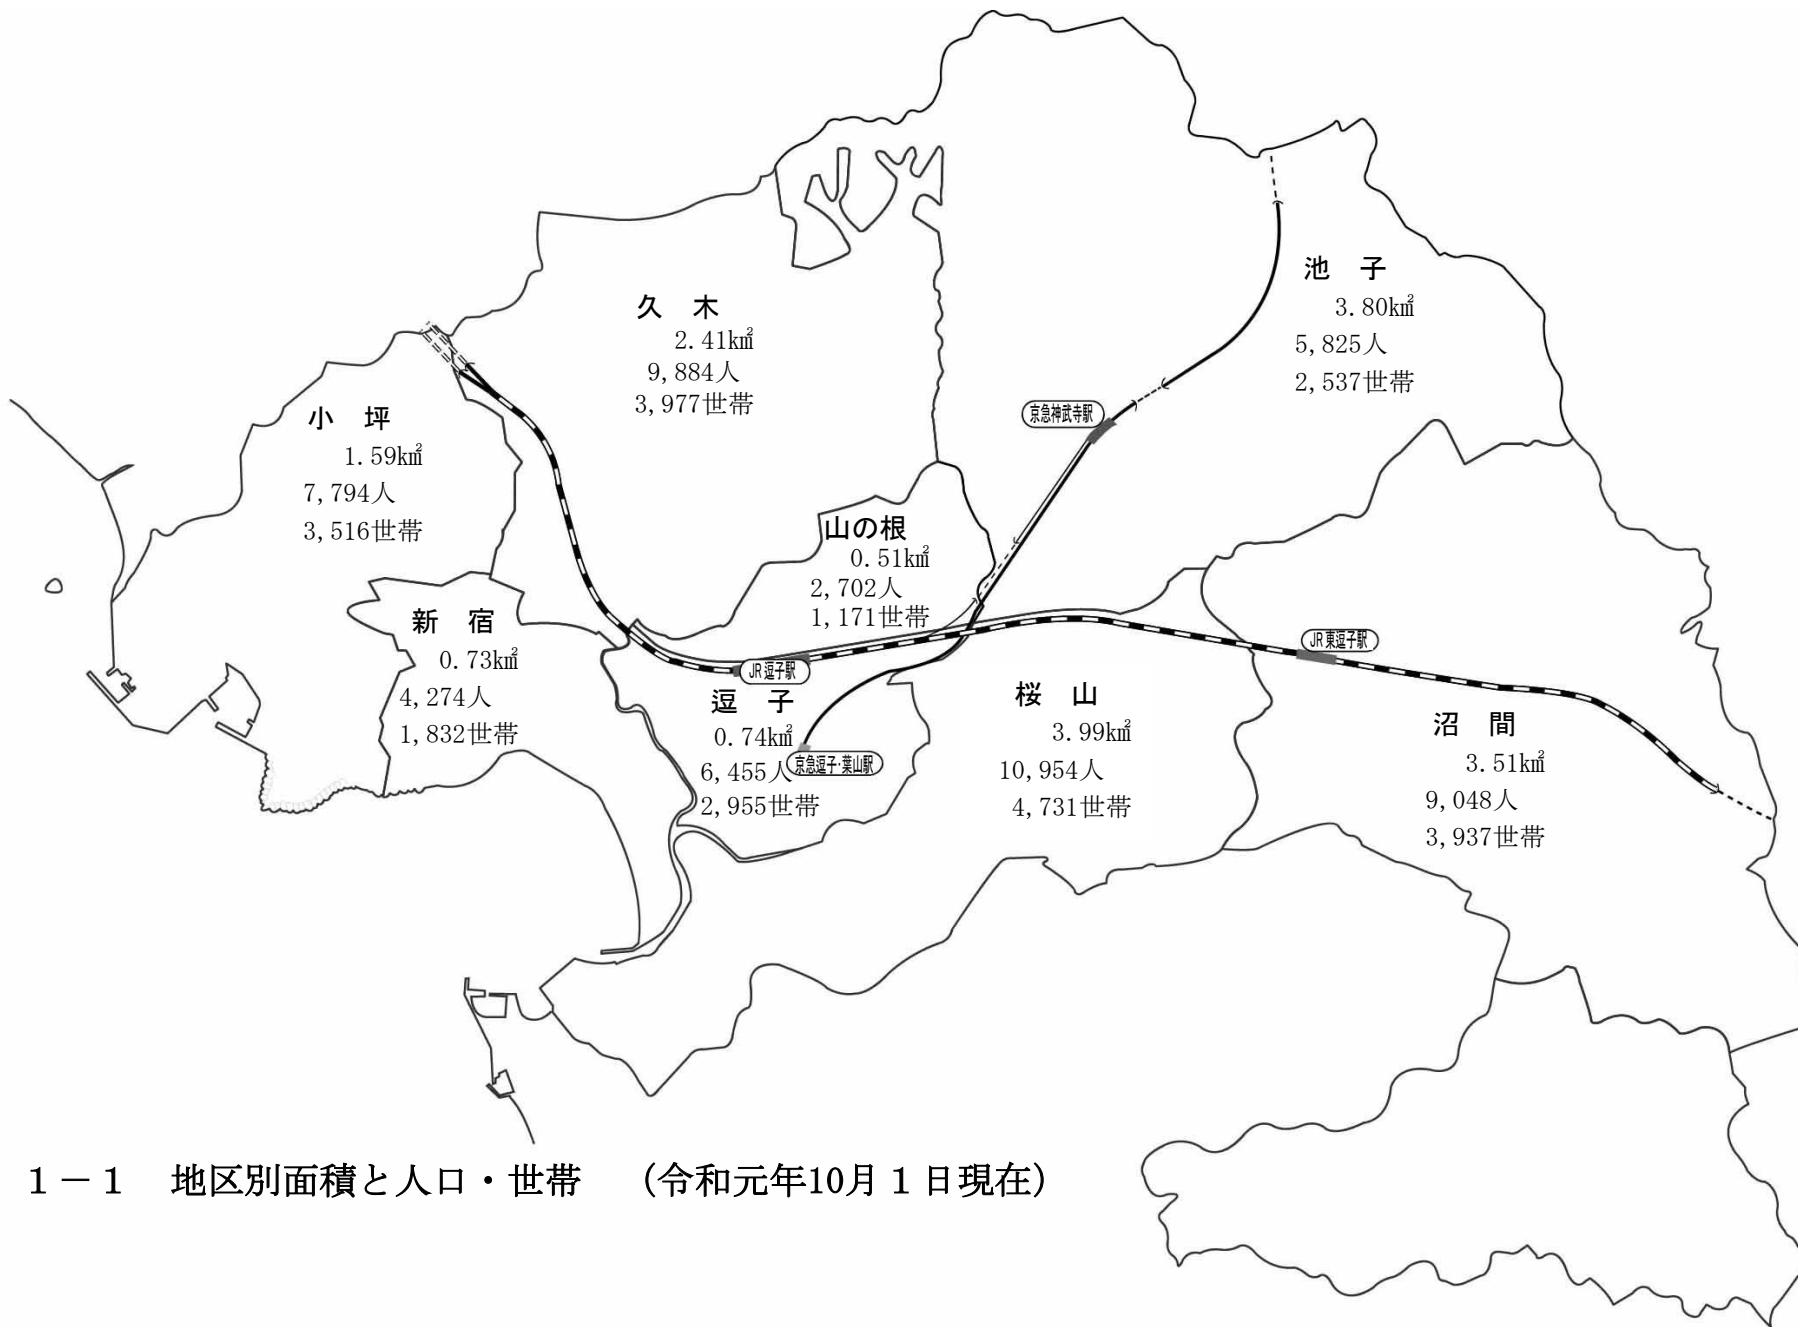 池　子
3.80k㎡
5,825人
2,537世帯
久　木
2.41k㎡
9,884人
3,977世帯
京急神武寺駅
小　坪
1.59k㎡
7,794人
3,516世帯
山の根
0.51k㎡
2,702人
1,171世帯
新　宿
0.73k㎡
4,274人
1,832世帯
JR逗子駅
JR東逗子駅
逗　子
0.74k㎡
6,455人
2,955世帯
京急逗子・葉山駅
桜　山
3.99k㎡
10,954人
4,731世帯
沼　間
3.51k㎡
9,048人
3,937世帯
１－１　地区別面積と人口・世帯　（令和元年10月１日現在）